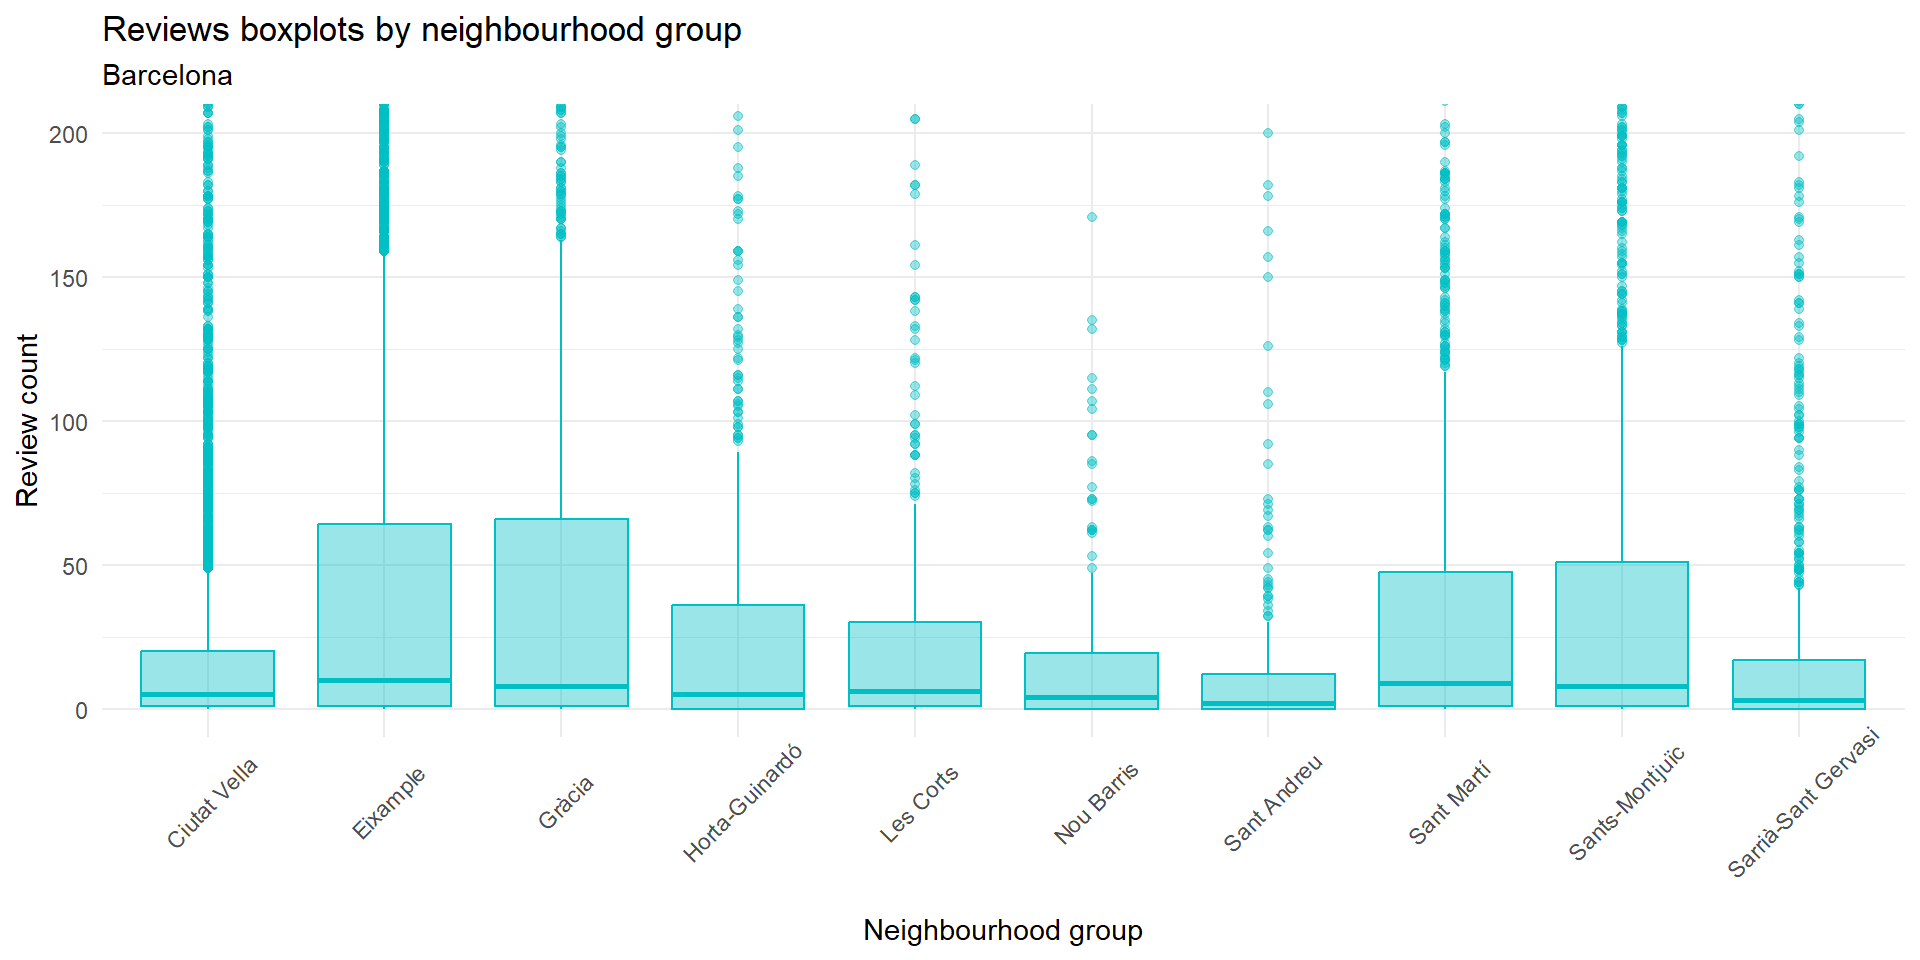 Reviews boxplots by neighbourhood group
Barcelona
Review count
200
150
100
50
0
Ciutat Vella
Eixample
Gràcia
Horta-Guinardó
Les Corts
Nou Barris
Sant Andreu
Sant Martí
Sants-Montjuïc
Sarrià-Sant Gervasi
Neighbourhood group